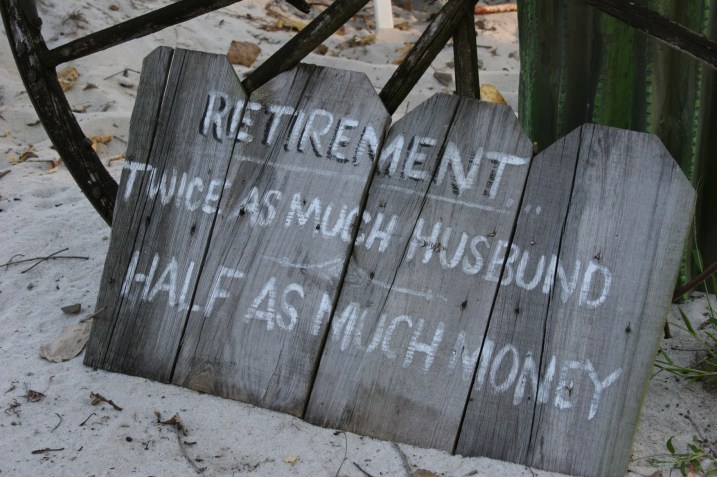 RETIREMENT...
TWICE AS MUCH HUSBUND
HALF AS MUCH MONEY